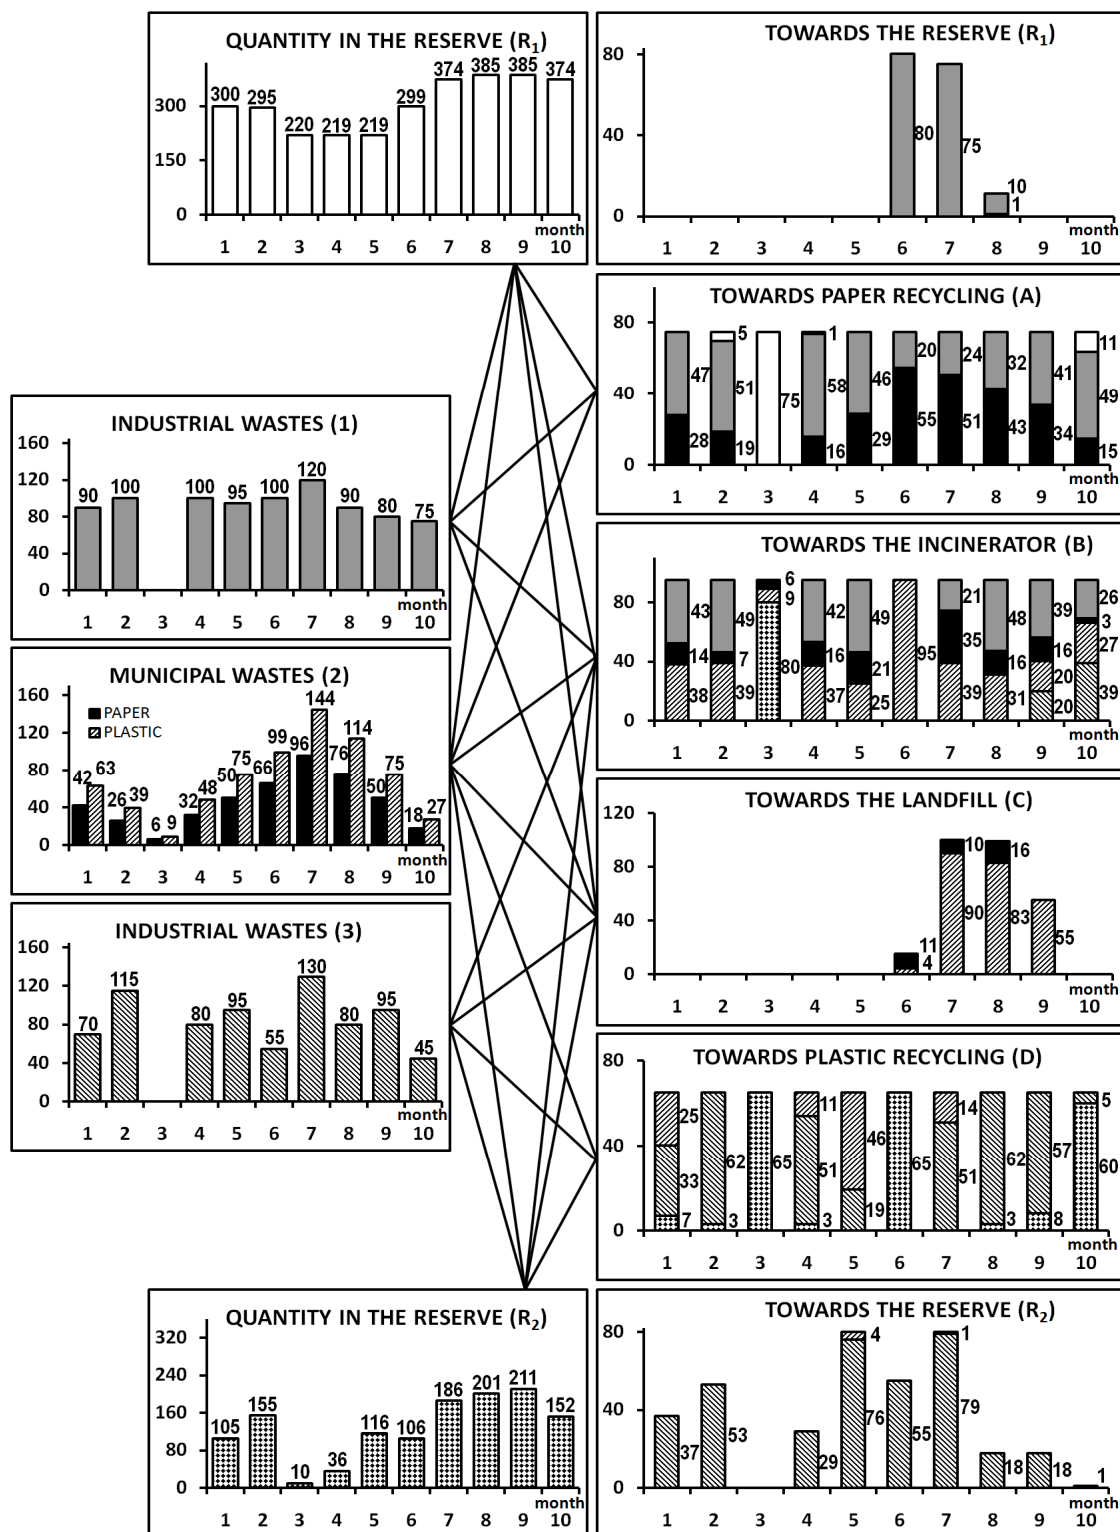 QUANTITY IN THE RESERVE (R1)
300 295 220 219 219 299 374 385 385 374
300
150
0
month
1 2 3 4 5 6 7 8 9 10
TOWARDS THE RESERVE (R1)
80
40
0
80 75 10
1
month
1 2 3 4 5 6 7 8 9 10
TOWARDS PAPER RECYCLING (A)
80
40
0
47 51 5 75 58 1 46 20 24 32 41 49 11
28 19 16 29 55 51 43 34 15
month
1 2 3 4 5 6 7 8 9 10
INDUSTRIAL WASTES (1)
160
120
80
40
0
90 100 100 95 100 120 90 80 75
month
1 2 3 4 5 6 7 8 9 10
TOWARDS THE INCINERATOR (B)
80
40
0
43 49 6 42 49 21 48 39 26
14 7 9 16 21 35 16 16 3
38 39 80 37 25 95 39 31 20 27
20 39
month
1 2 3 4 5 6 7 8 9 10
MUNICIPAL WASTES (2)
PAPER
PLASTIC
160
120
80
40
0
42 63 26 39 6 9 32 48 50 75 66 99 96 144 76 114 50 75 18 27
month
1 2 3 4 5 6 7 8 9 10
TOWARDS THE LANDFILL (C)
120
80
40
0
11 10 16
4 90 83 55
month
1 2 3 4 5 6 7 8 9 10
INDUSTRIAL WASTES (3)
160
120
80
40
0
70 115 80 95 55 130 80 95 45
month
1 2 3 4 5 6 7 8 9 10
TOWARDS PLASTIC RECYCLING (D)
80
40
0
25 62 65 11 46 65 14 62 57 5
33 51 19 51 60
7 3 3 3 8
month
1 2 3 4 5 6 7 8 9 10
QUANTITY IN THE RESERVE (R2)
320
240
160
80
0
105 155 10 36 116 106 186 201 211 152
month
1 2 3 4 5 6 7 8 9 10
TOWARDS THE RESERVE (R2)
80
40
0
37 53 29 4 76 55 1 79 18 18 1
month
1 2 3 4 5 6 7 8 9 10